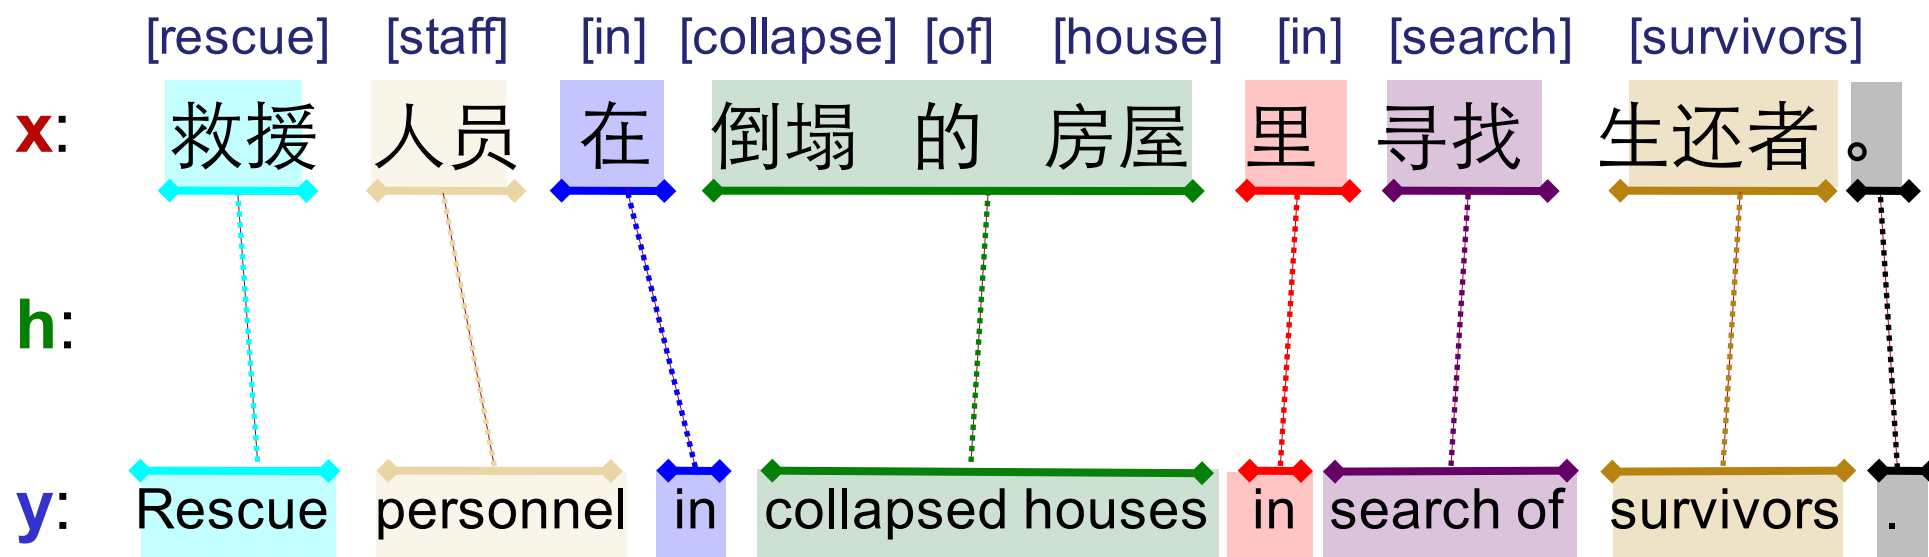 [rescue] [staff] [in] [collapse] [of] [house] [in] [search] [survivors]
x: 救援 人员 在 倒塌 的 房屋 里 寻找 生还者 。
h:
y: Rescue personnel in collapsed houses in search of survivors .